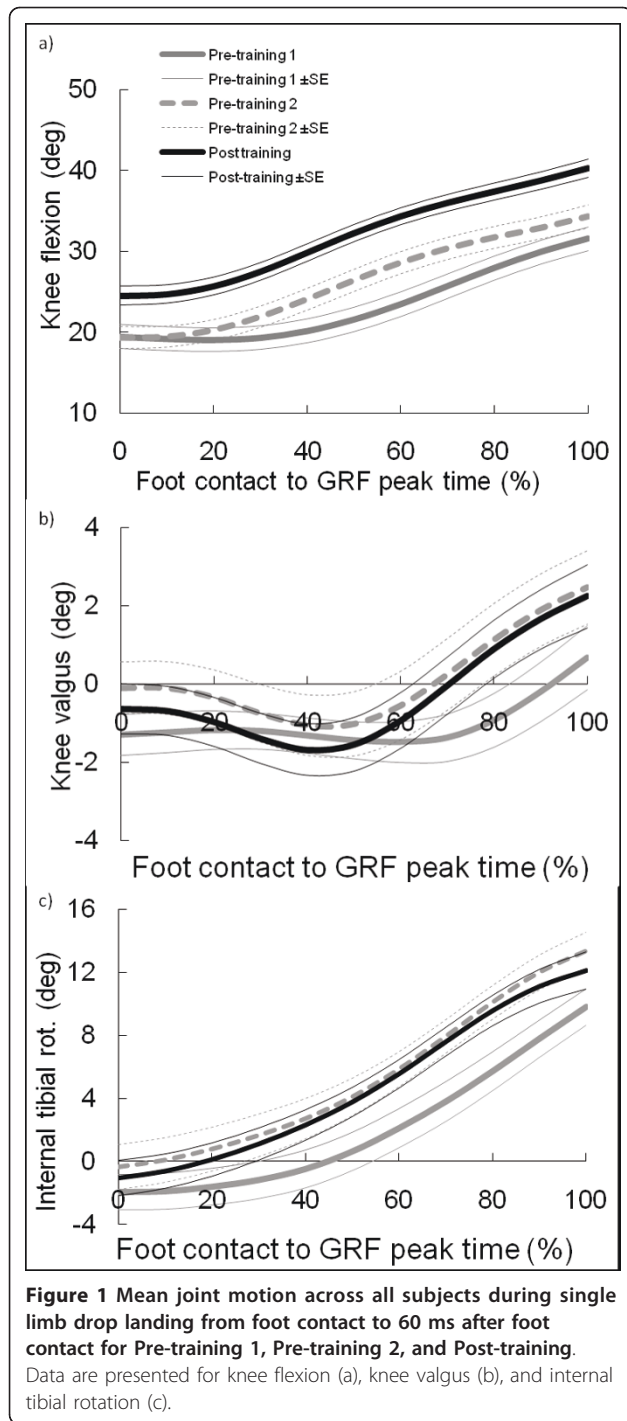 a)
Pre-training 1
Pre-training 1 ±SE
Pre-training 2
Pre-training 2 ±SE
Post training
Post-training ±SE
Knee flexion (deg)
50
40
30
20
10
0 20 40 60 80 100
Foot contact to GRF peak time (%)
b)
Knee valgus (deg)
4
2
0
-2
-4
0 20 40 60 80 100
Foot contact to GRF peak time (%)
c)
Internal tibial rot. (deg)
16
12
8
4
0
-4
0 20 40 60 80 100
Foot contact to GRF peak time (%)
Figure 1 Mean joint motion across all subjects during single
limb drop landing from foot contact to 60 ms after foot
contact for Pre-training 1, Pre-training 2, and Post-training.
Data are presented for knee flexion (a), knee valgus (b), and internal
tibial rotation (c).